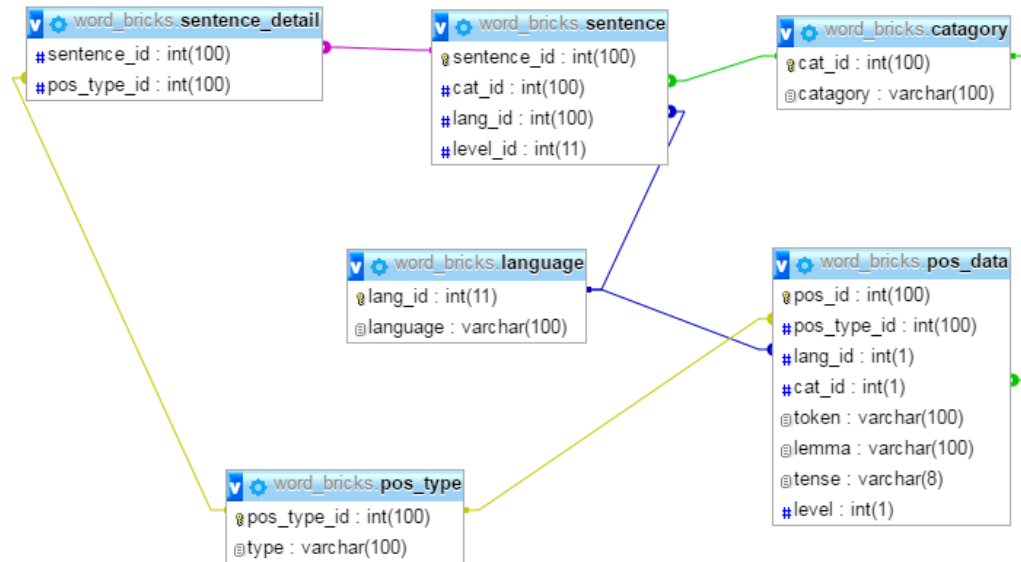 v word_bricks.sentence_detail
#sentence_id : int(100)
#pos_type_id : int(100)
v word_bricks.sentence
sentence_id : int(100)
#cat_id : int(100)
#lang_id : int(100)
#level_id : int(11)
v word_bricks.catagory
cat_id : int(100)
catagory : varchar(100)
v word_bricks.language
lang_id : int(11)
language : varchar(100)
v word_bricks.pos_data
pos_id : int(100)
#pos_type_id : int(100)
#lang_id : int(1)
#cat_id : int(1)
token : varchar(100)
lemma : varchar(100)
tense : varchar(8)
#level : int(1)
v word_bricks.pos_type
pos_type_id : int(100)
type : varchar(100)